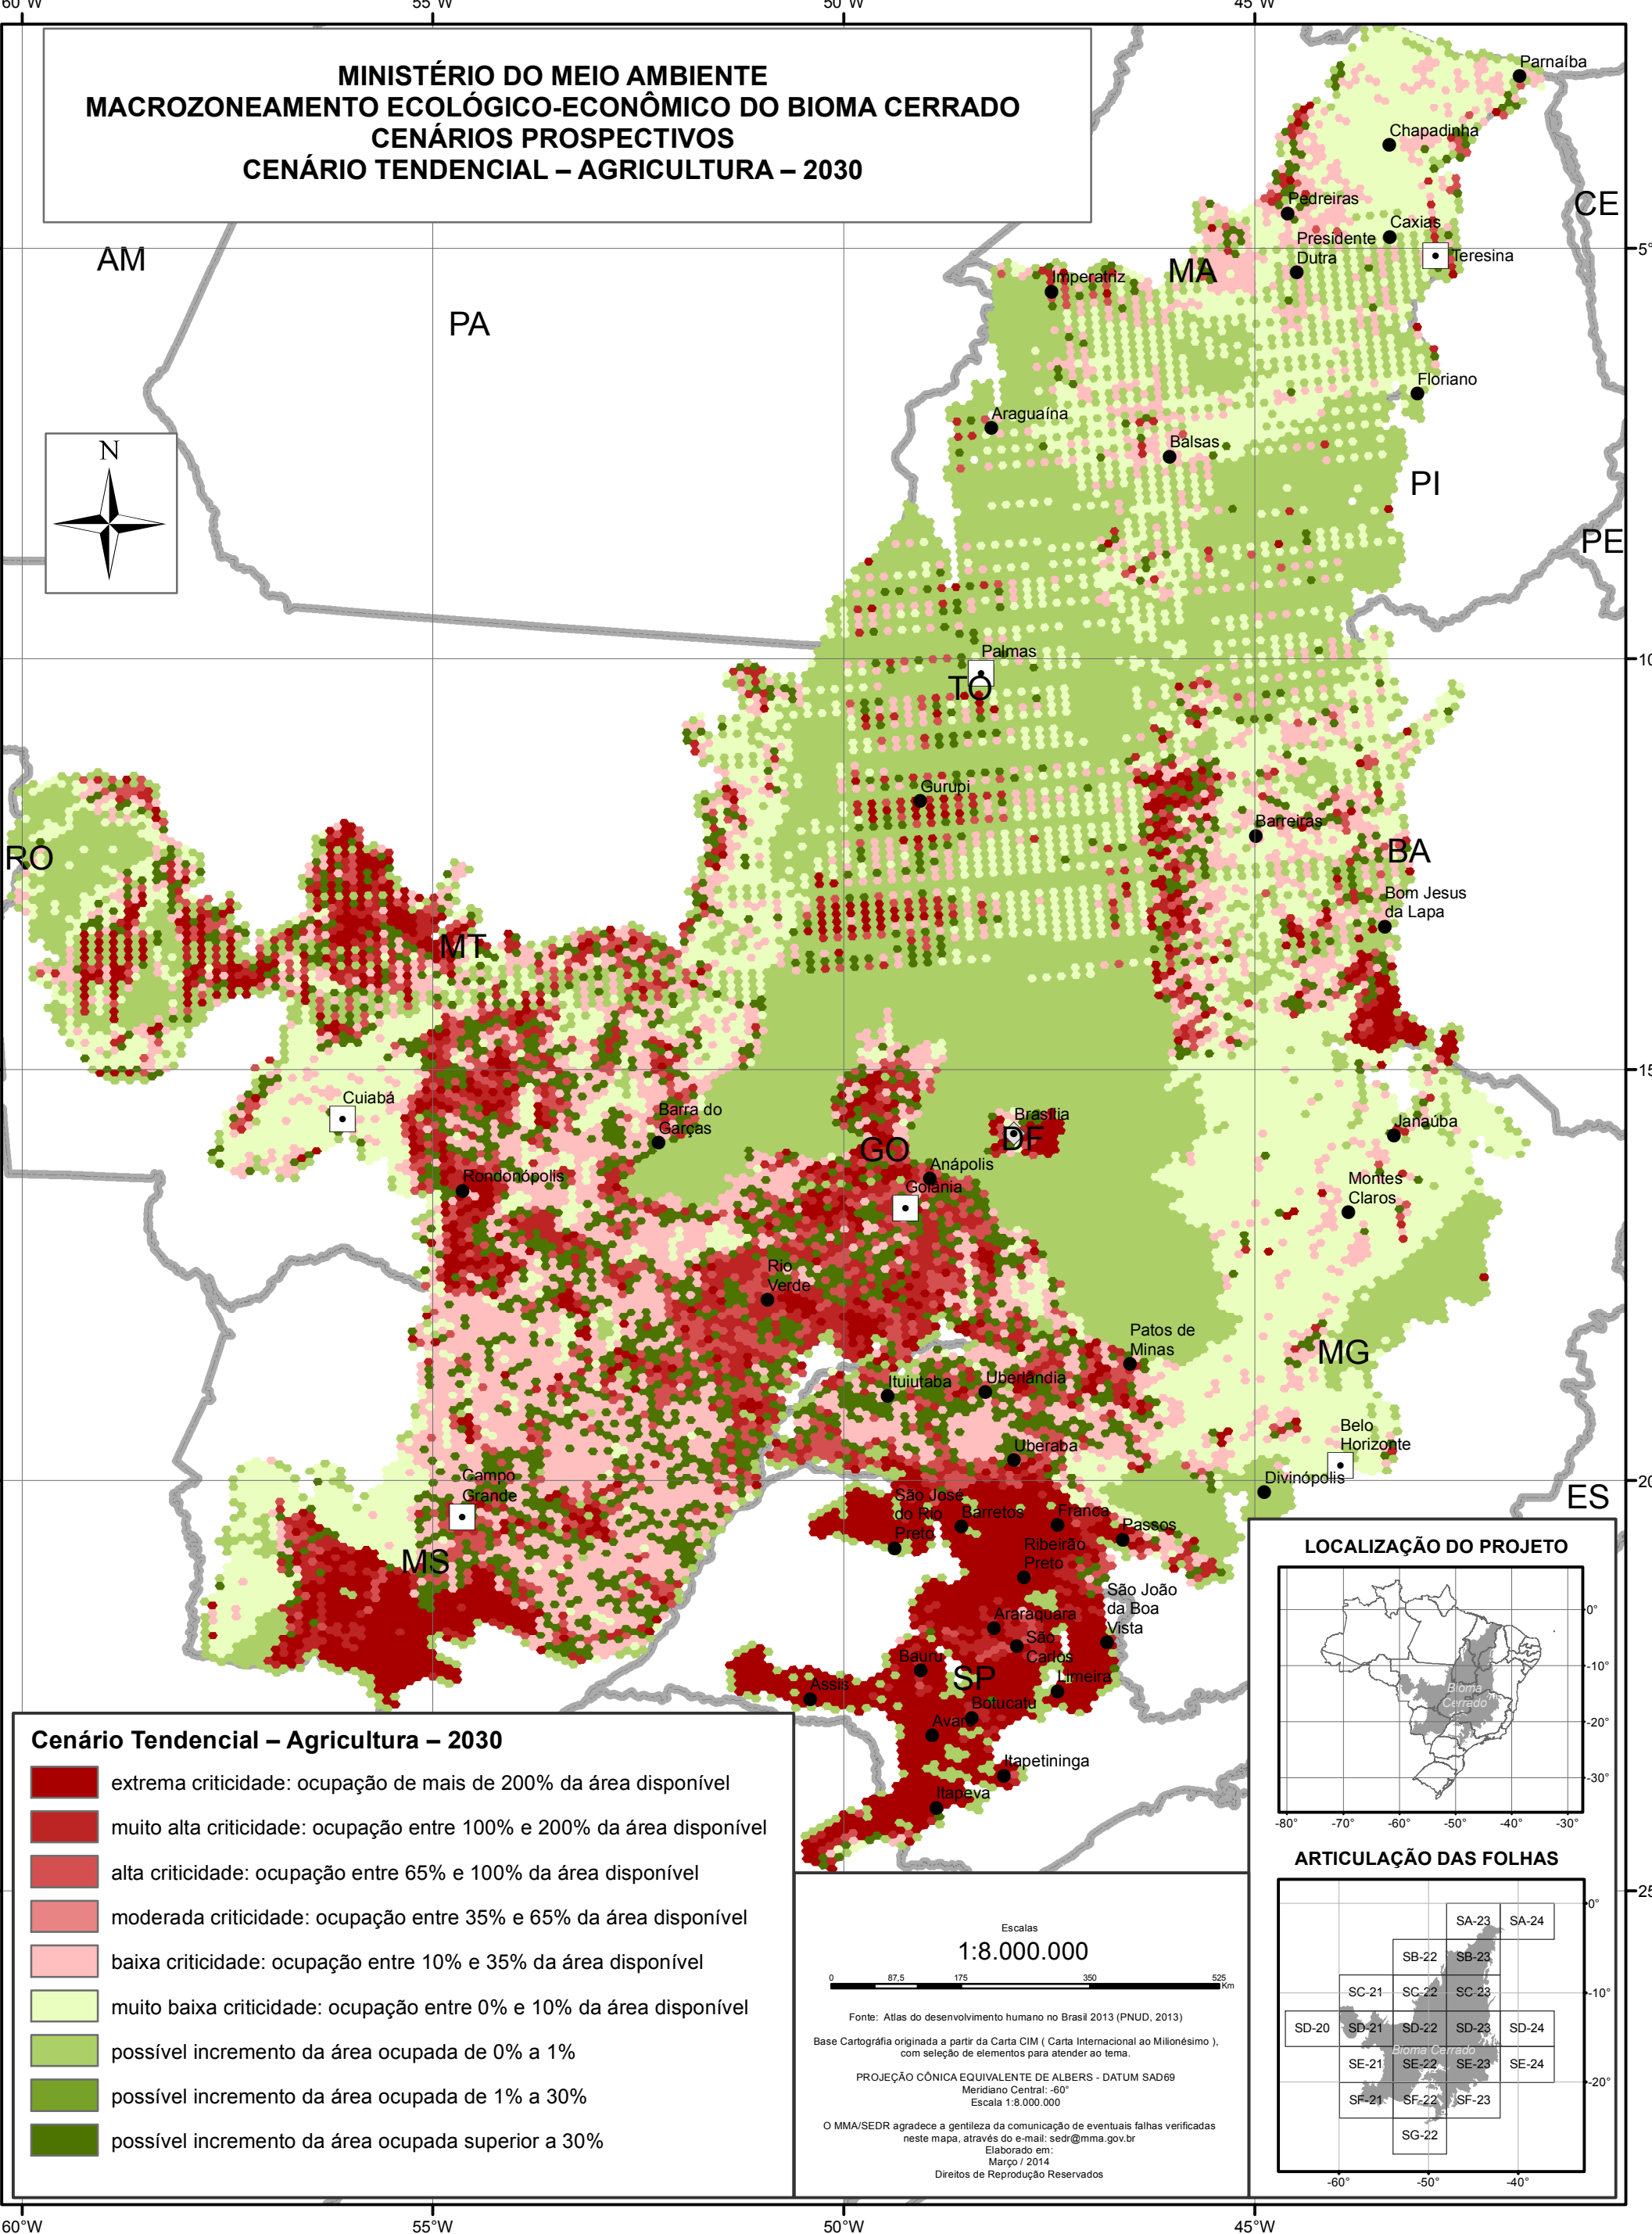 60°W
55°W
50°W
45°W
MINISTÉRIO DO MEIO AMBIENTE
MACROZONEAMENTO ECOLÓGICO-ECONÔMICO DO BIOMA CERRADO
CENÁRIOS PROSPECTIVOS
CENÁRIO TENDENCIAL – AGRICULTURA – 2030
Parnaíba
Chapadinha
Pedreiras
CE
Caxias
Presidente
Dutra
Teresina
5°
AM
MA
Imperatriz
PA
Floriano
Araguaína
Balsas
N
PI
PE
Palmas
10
TO
Gurupi
Barreiras
RO
BA
Bom Jesus
da Lapa
MT
15
Cuiabá
Barra do
Garças
Brasília
DF
Janaúba
GO
Anápolis
Rondonópolis
Goiânia
Montes
Claros
Rio
Verde
Patos de
Minas
MG
Ituiutaba
Uberlândia
Belo
Horizonte
Uberaba
Campo
Grande
Divinópolis
20
ES
São José
do Rio
Preto
Barretos
Franca
Passos
Ribeirão
Preto
MS
São João
da Boa
Vista
Araraquara
São
Carlos
Bauru
SP
Limeira
Assis
Botucatu
Avar
Itapetininga
Itapeva
LOCALIZAÇÃO DO PROJETO
0°
-10°
-20°
-30°
Bioma
Cerrado
-80°
-70°
-60°
-50°
-40°
-30°
ARTICULAÇÃO DAS FOLHAS
0°
SA-23
SA-24
SB-22
SB-23
SC-21
SC-22
SC-23
-10°
SD-20
SD-21
SD-22
SD-23
SD-24
Bioma Cerrado
SE-21
SE-22
SE-23
SE-24
-20°
SF-21
SF-22
SF-23
SG-22
-60°
-50°
-40°
25
Cenário Tendencial – Agricultura – 2030
extrema criticidade: ocupação de mais de 200% da área disponível
muito alta criticidade: ocupação entre 100% e 200% da área disponível
alta criticidade: ocupação entre 65% e 100% da área disponível
moderada criticidade: ocupação entre 35% e 65% da área disponível
baixa criticidade: ocupação entre 10% e 35% da área disponível
muito baixa criticidade: ocupação entre 0% e 10% da área disponível
possível incremento da área ocupada de 0% a 1%
possível incremento da área ocupada de 1% a 30%
possível incremento da área ocupada superior a 30%
Escalas
1:8.000.000
0 87,5 175 350 525
Km
Fonte: Atlas do desenvolvimento humano no Brasil 2013 (PNUD, 2013)
Base Cartográfia originada a partir da Carta CIM ( Carta Internacional ao Milionésimo ),
com seleção de elementos para atender ao tema.
PROJEÇÃO CÔNICA EQUIVALENTE DE ALBERS - DATUM SAD69
Meridiano Central: -60°
Escala 1:8.000.000
O MMA/SEDR agradece a gentileza da comunicação de eventuais falhas verificadas
neste mapa, através do e-mail: sedr@mma.gov.br
Elaborado em:
Março / 2014
Direitos de Reprodução Reservados
60°W
55°W
50°W
45°W